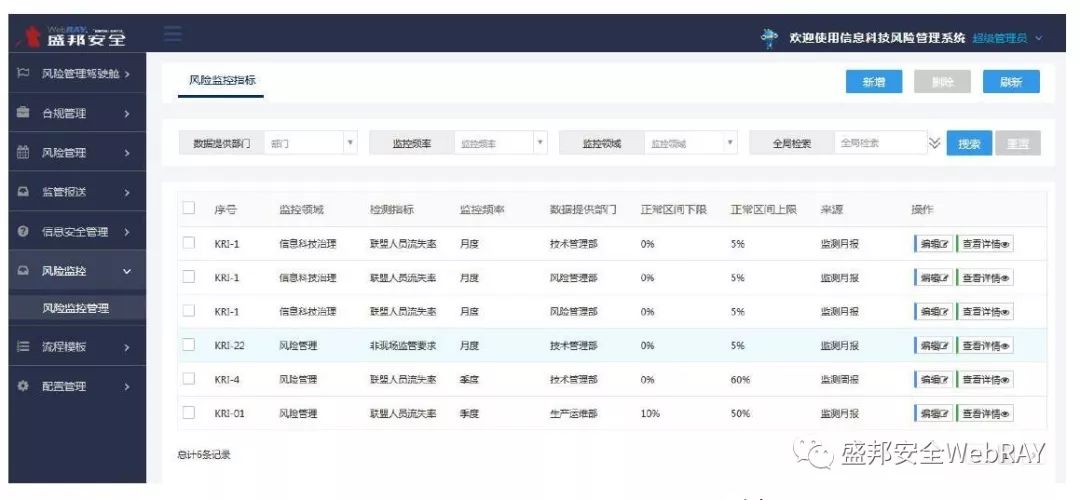 WebRAY
盛邦安全
欢迎使用信息科技风险管理系统 超级管理员
风险管理驾驶舱
合规管理
风险管理
监管报送
信息安全管理
风险监控
风险监控管理
流程模板
配置管理
风险监控指标
新增 删除 刷新
数据提供部门 部门 监控频率 监控频率 监控领域 监控领域 全局检索 全局检索 搜索 重置
序号 监控领域 检测指标 监控频率 数据提供部门 正常区间下限 正常区间上限 来源 操作
KRI-1 信息科技治理 联盟人员流失率 月度 技术管理部 0% 5% 监测月报 编辑 查看详情
KRI-1 信息科技治理 联盟人员流失率 月度 风险管理部 0% 5% 监测月报 编辑 查看详情
KRI-1 信息科技治理 联盟人员流失率 月度 风险管理部 0% 5% 监测月报 编辑 查看详情
KRI-22 风险管理 非现场监管要求 月度 技术管理部 0% 5% 监测月报 编辑 查看详情
KRI-4 风险管理 联盟人员流失率 季度 技术管理部 0% 60% 监测周报 编辑 查看详情
KRI-01 风险管理 联盟人员流失率 季度 生产运维部 10% 50% 监测月报 编辑 查看详情
总计6条记录
盛邦安全WebRAY